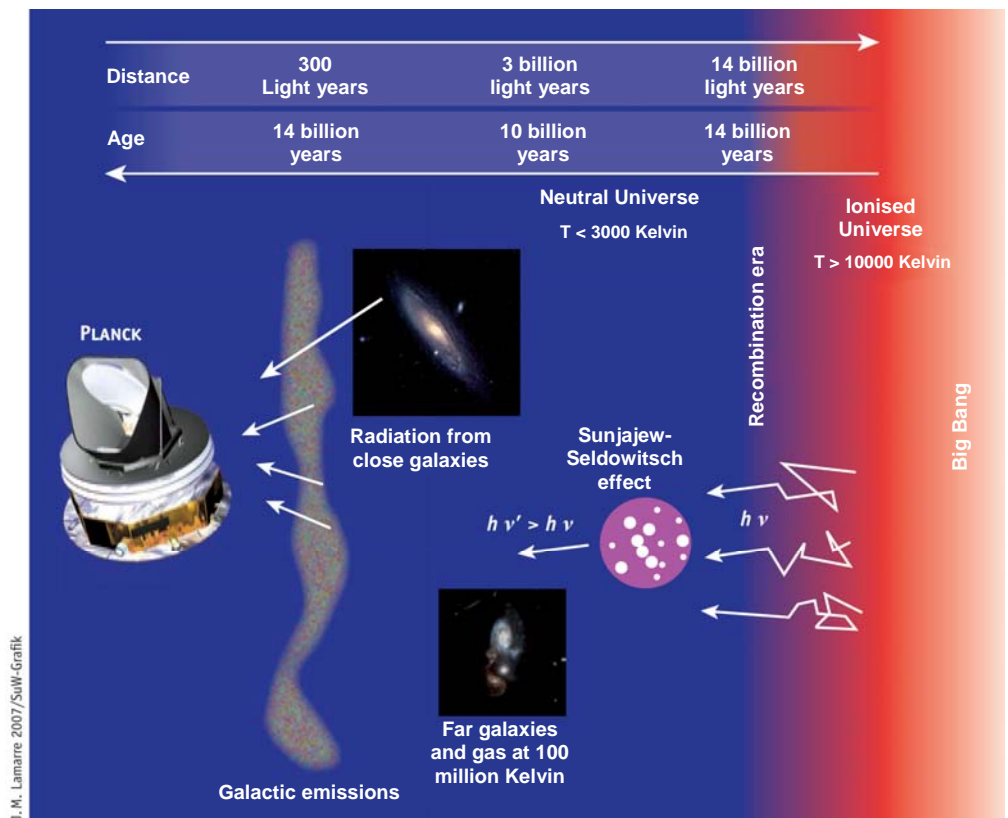 Distance
300
Light years
3 billion
light years
14 billion
light years
Age
14 billion
years
10 billion
years
14 billion
years
Neutral Universe
T < 3000 Kelvin
Ionised
Universe
T > 10000 Kelvin
Recombination era
Big Bang
PLANCK
Radiation from
close galaxies
Sunjajew-
Seldowitsch
effect
h ν' > h ν
h ν
Far galaxies
and gas at 100
million Kelvin
Galactic emissions
J.M. Lamarre 2007/SuW-Grafik